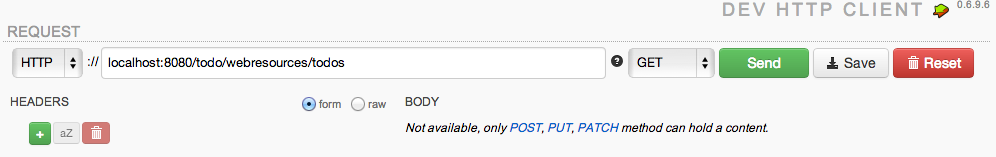 DEV HTTP CLIENT 0.6.9.6
REQUEST
HTTP :// localhost:8080/todo/webresources/todos ? GET Send Save Reset
HEADERS form raw BODY
+ aZ Not available, only POST, PUT, PATCH method can hold a content.